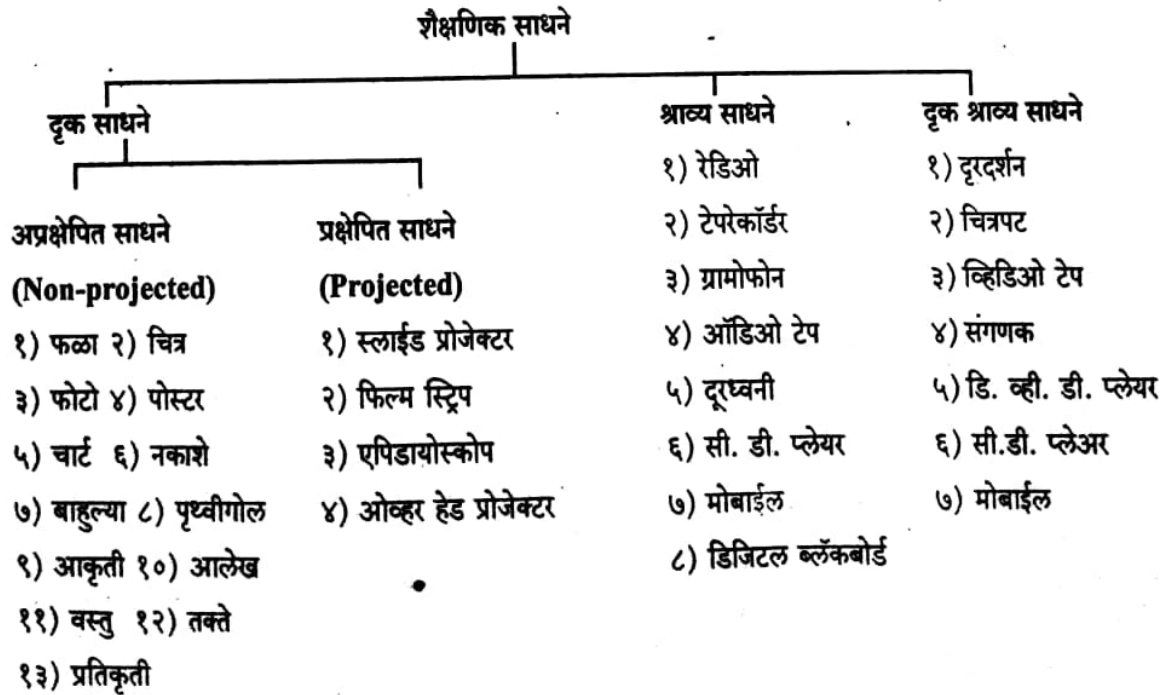 शैक्षणिक साधने
दृक साधने
अप्रक्षेपित साधने
(Non-projected)
१) फळा २) चित्र
३) फोटो ४) पोस्टर
५) चार्ट ६) नकाशे
७) बाहुल्या ८) पृथ्वीगोल
९) आकृती १०) आलेख
११) वस्तु १२) तक्ते
१३) प्रतिकृती
प्रक्षेपित साधने
(Projected)
१) स्लाईड प्रोजेक्टर
२) फिल्म स्ट्रिप
३) एपिडायोस्कोप
४) ओव्हर हेड प्रोजेक्टर
श्राव्य साधने
१) रेडिओ
२) टेपरेकॉर्डर
३) ग्रामोफोन
४) ऑडिओ टेप
५) दूरध्वनी
६) सी. डी. प्लेयर
७) मोबाईल
८) डिजिटल ब्लॅकबोर्ड
दृक श्राव्य साधने
१) दृरदर्शन
२) चित्रपट
३) व्हिडिओ टेप
४) संगणक
५) डि. व्ही. डी. प्लेयर
६) सी.डी. प्लेअर
७) मोबाईल